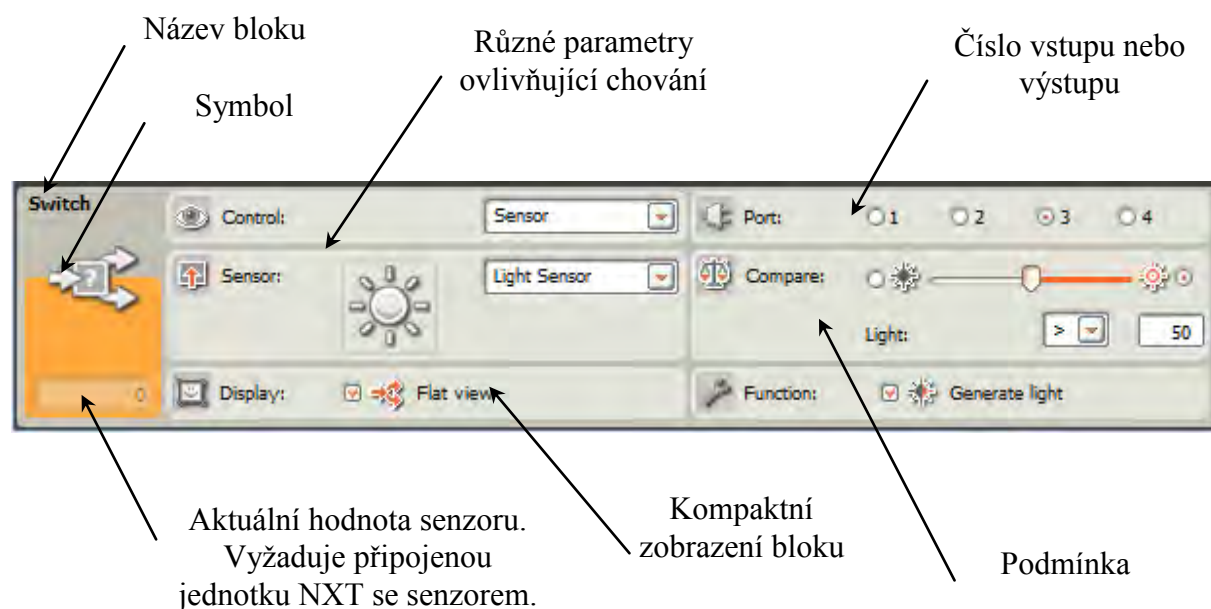 Název bloku
Různé parametry
ovlivňující chování
Číslo vstupu nebo
výstupu
Symbol
Switch
Control:
Sensor
Port:
1
2
3
4
Sensor:
Light Sensor
Compare:
Light:
>
50
0
Display:
Flat view
Function:
Generate light
Aktuální hodnota senzoru.
Vyžaduje připojenou
jednotku NXT se senzorem.
Kompaktní
zobrazení bloku
Podmínka